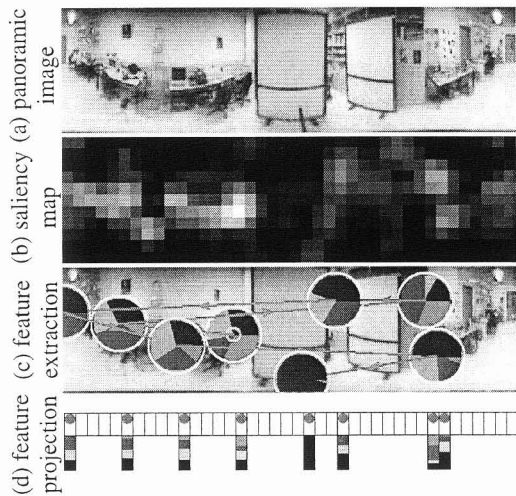 (a) panoramic
image
(b) saliency
map
(c) feature
extraction
(d) feature
projection